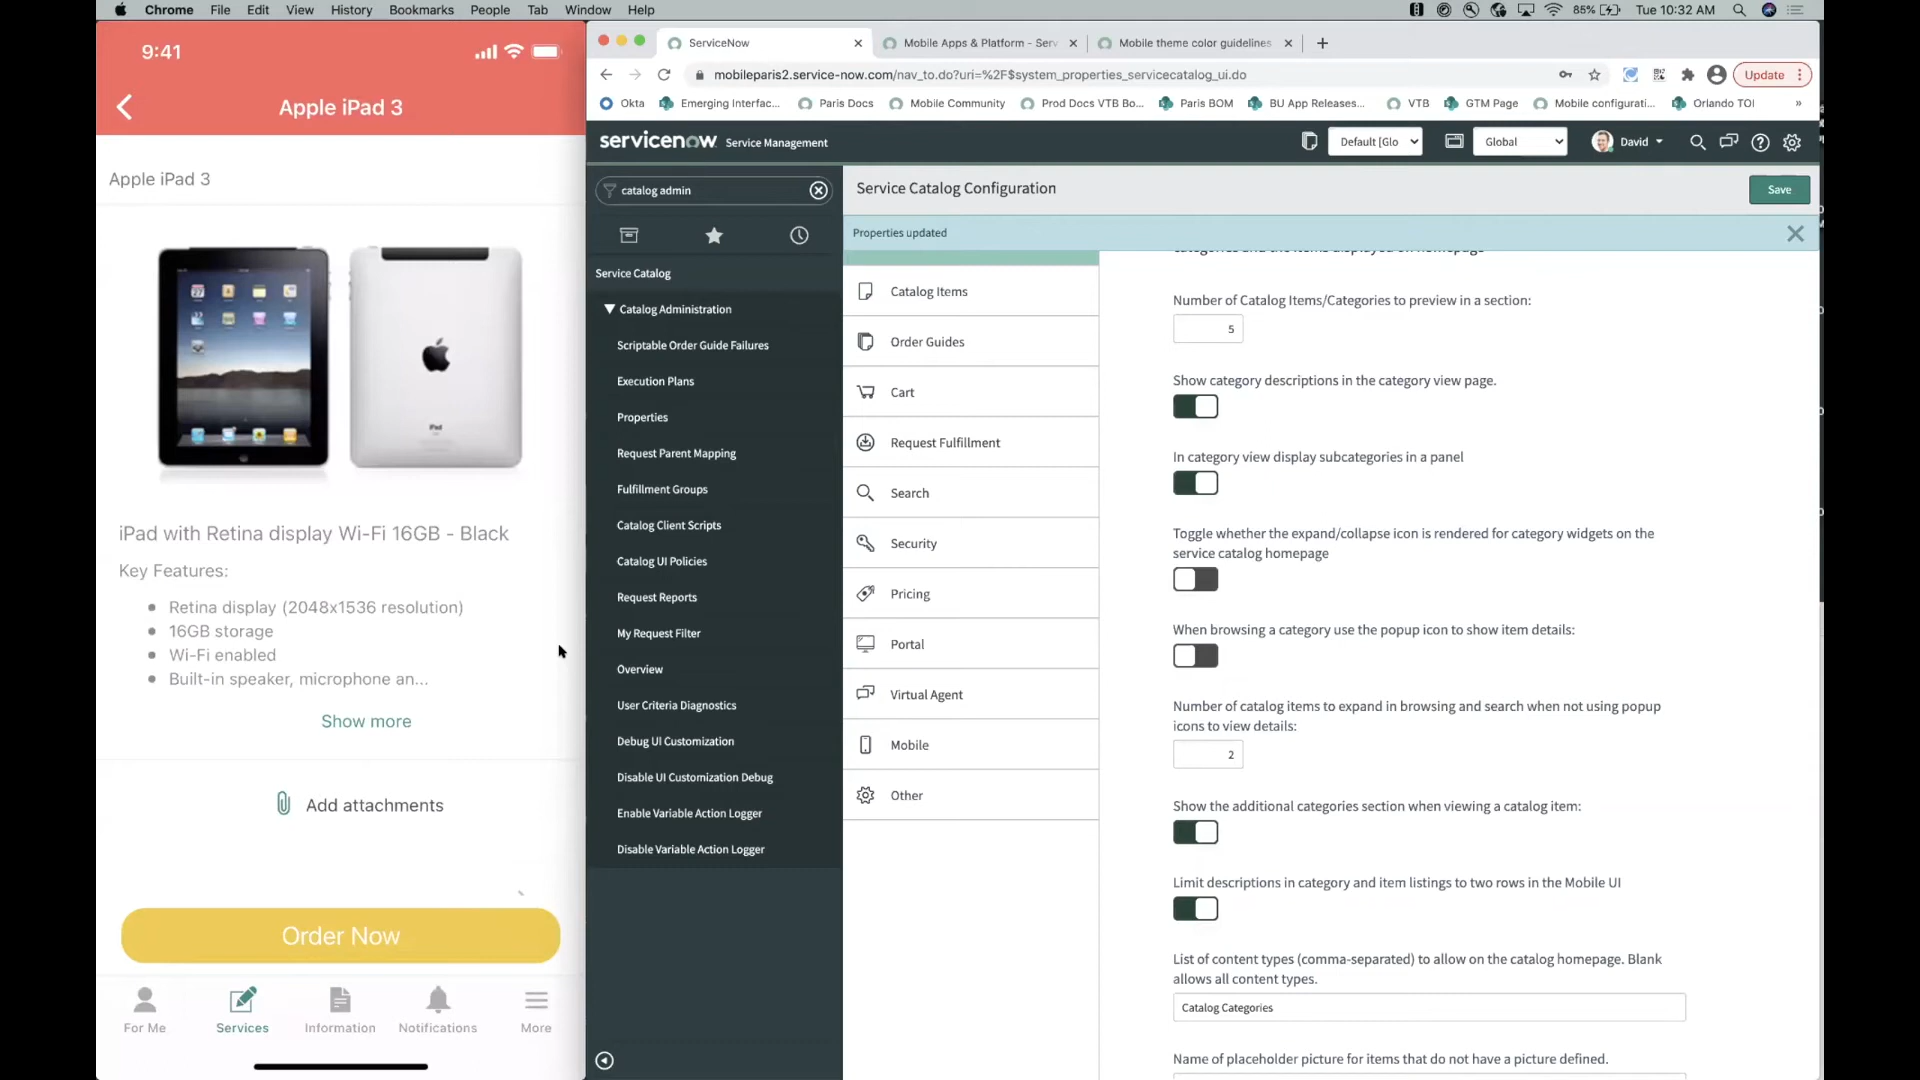 Chrome File Edit View History Bookmarks People Tab Window Help
85% Tue 10:32 AM
9:41
Apple iPad 3
Apple iPad 3
iPad
iPad with Retina display Wi-Fi 16GB - Black
Key Features:
Retina display (2048x1536 resolution)
16GB storage
Wi-Fi enabled
Built-in speaker, microphone an...
Show more
Add attachments
Order Now
For Me Services Information Notifications More
ServiceNow Mobile Apps & Platform - Serv Mobile theme color guidelines
mobileparis2.service-now.com/nav_to.do?uri=%2F$system_properties_servicecatalog_ui.do Update
Okta Emerging Interfac... Paris Docs Mobile Community Prod Docs VTB Bo... Paris BOM BU App Releases... VTB GTM Page Mobile configurati... Orlando TOI »
servicenow Service Management Default [Glo Global David
catalog admin
Service Catalog
Catalog Administration
Scriptable Order Guide Failures
Execution Plans
Properties
Request Parent Mapping
Fulfillment Groups
Catalog Client Scripts
Catalog UI Policies
Request Reports
My Request Filter
Overview
User Criteria Diagnostics
Debug UI Customization
Disable UI Customization Debug
Enable Variable Action Logger
Disable Variable Action Logger
Service Catalog Configuration Save
Properties updated
Catalog Items
Order Guides
Cart
Request Fulfillment
Search
Security
Pricing
Portal
Virtual Agent
Mobile
Other
Categories and the items displayed on homepage
Number of Catalog Items/Categories to preview in a section:
5
Show category descriptions in the category view page.
In category view display subcategories in a panel
Toggle whether the expand/collapse icon is rendered for category widgets on the
service catalog homepage
When browsing a category use the popup icon to show item details:
Number of catalog items to expand in browsing and search when not using popup
icons to view details:
2
Show the additional categories section when viewing a catalog item:
Limit descriptions in category and item listings to two rows in the Mobile UI
List of content types (comma-separated) to allow on the catalog homepage. Blank
allows all content types.
Catalog Categories
Name of placeholder picture for items that do not have a picture defined.